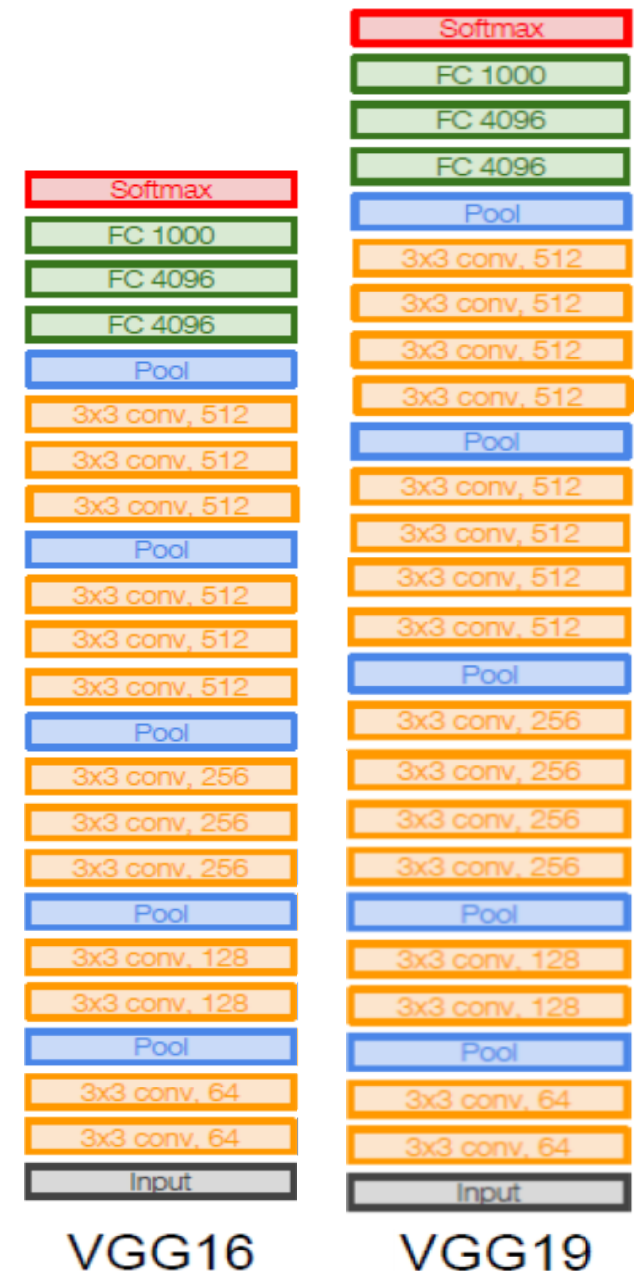 Softmax
FC 1000
FC 4096
FC 4096
Pool
3x3 conv, 512
3x3 conv, 512
3x3 conv, 512
Pool
3x3 conv, 512
3x3 conv, 512
3x3 conv, 512
Pool
3x3 conv, 256
3x3 conv, 256
3x3 conv, 256
Pool
3x3 conv, 128
3x3 conv, 128
Pool
3x3 conv, 64
3x3 conv, 64
Input
VGG16
Softmax
FC 1000
FC 4096
FC 4096
Pool
3x3 conv, 512
3x3 conv, 512
3x3 conv, 512
3x3 conv, 512
Pool
3x3 conv, 512
3x3 conv, 512
3x3 conv, 512
3x3 conv, 512
Pool
3x3 conv, 256
3x3 conv, 256
3x3 conv, 256
3x3 conv, 256
Pool
3x3 conv, 128
3x3 conv, 128
Pool
3x3 conv, 64
3x3 conv, 64
Input
VGG19